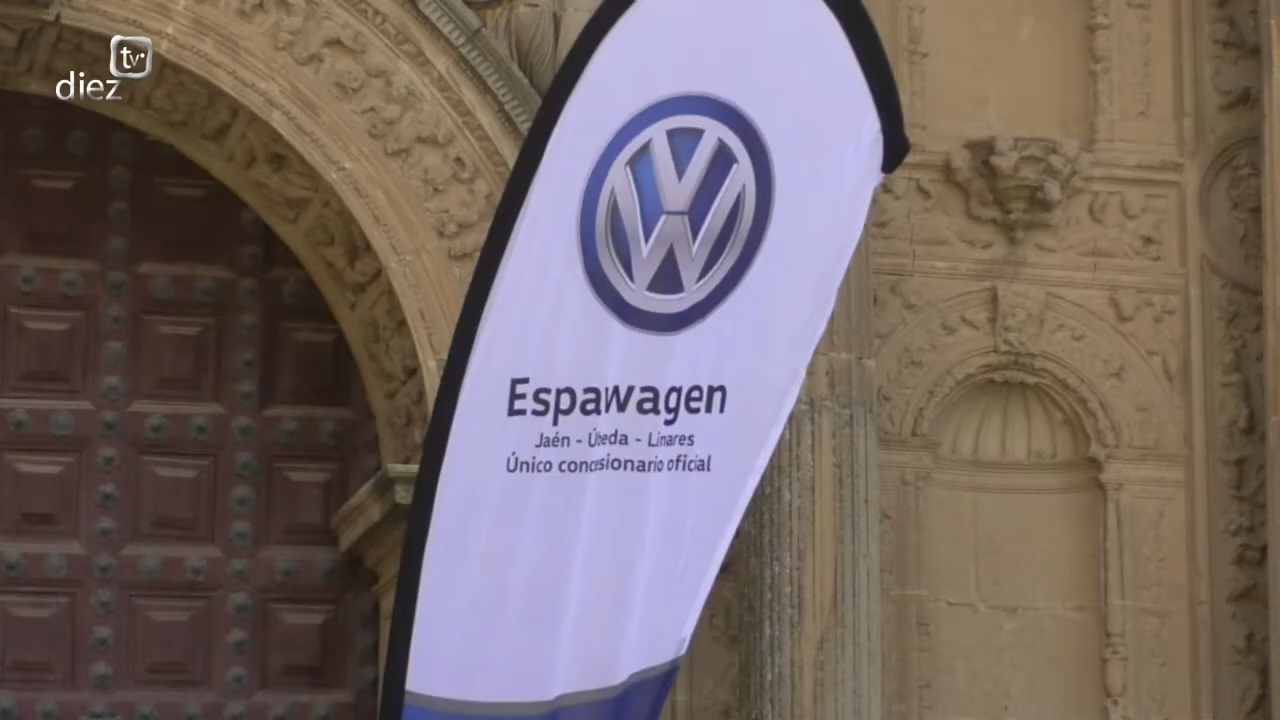 tv
diez
Espawagen
Jaén - Úbeda - Linares
Único concesionario oficial